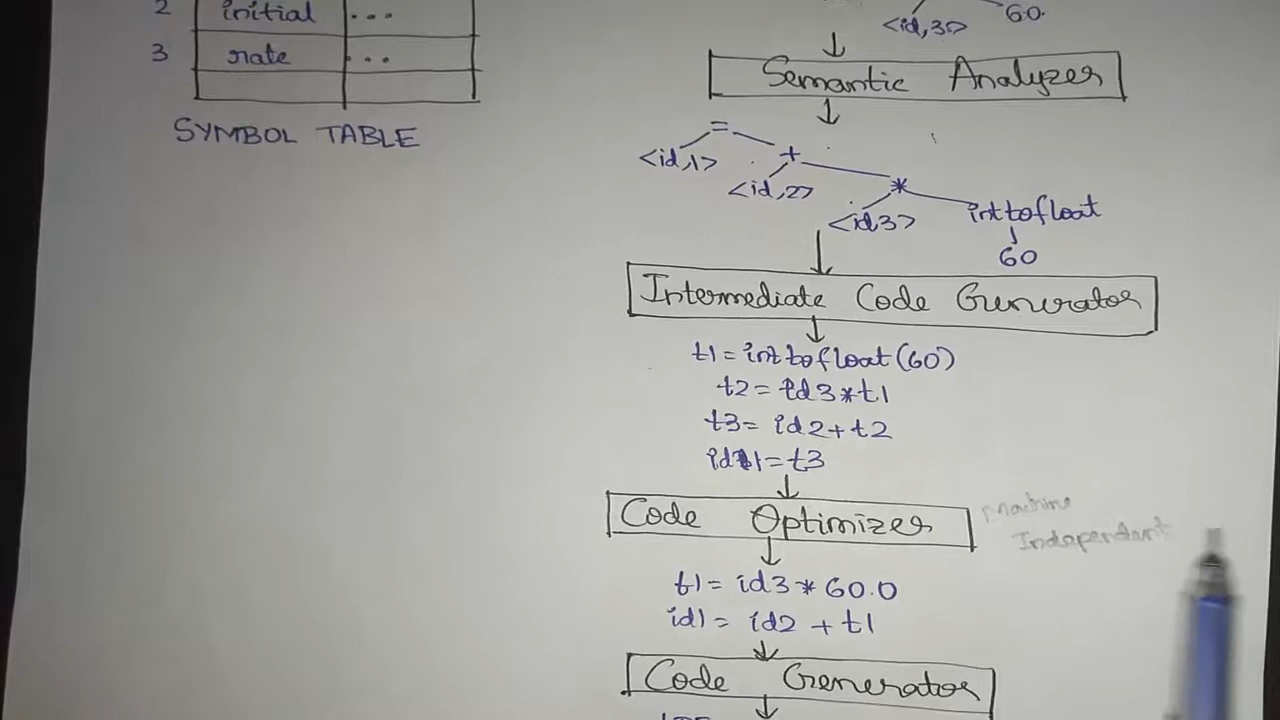 2 initial ...
3 rate ...
SYMBOL TABLE
<id,3> 60
Semantic Analyzer
=
<id,1> +
<id,2> *
<id3> inttofloat
60
Intermediate Code Generator
t1 = inttofloat(60)
t2 = id3*t1
t3 = id2+t2
id1 = t3
Code Optimizer
Machine
Independent
t1 = id3 * 60.0
id1 = id2 + t1
Code Generator